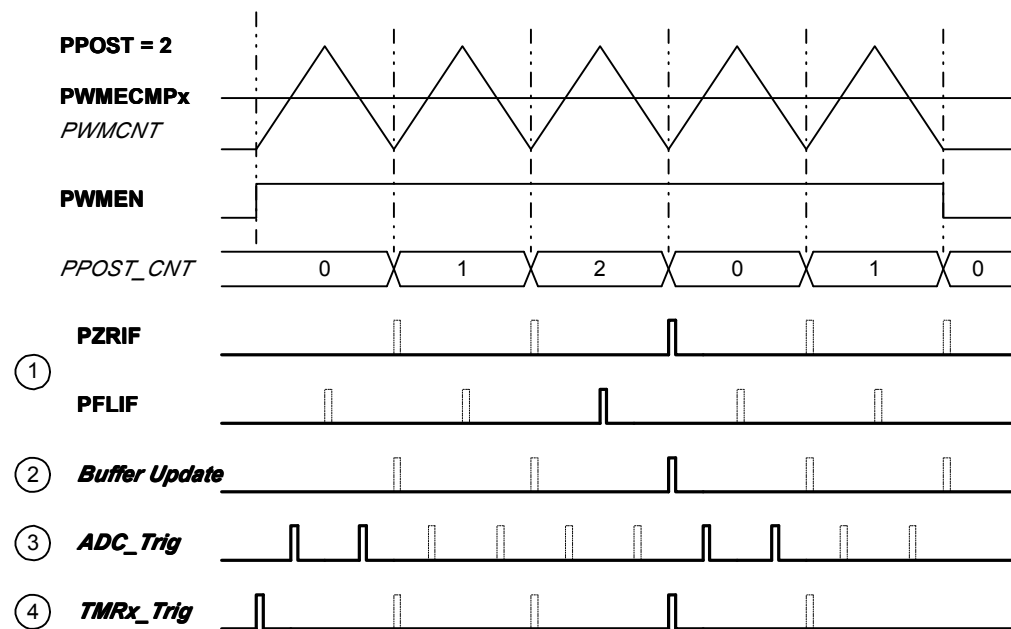 PPOST = 2
PWMECMPx
PWMCNT
PWMEN
PPOST_CNT 0 1 2 0 1 0
PZRIF
1
PFLIF
2 Buffer Update
3 ADC_Trig
4 TMRx_Trig